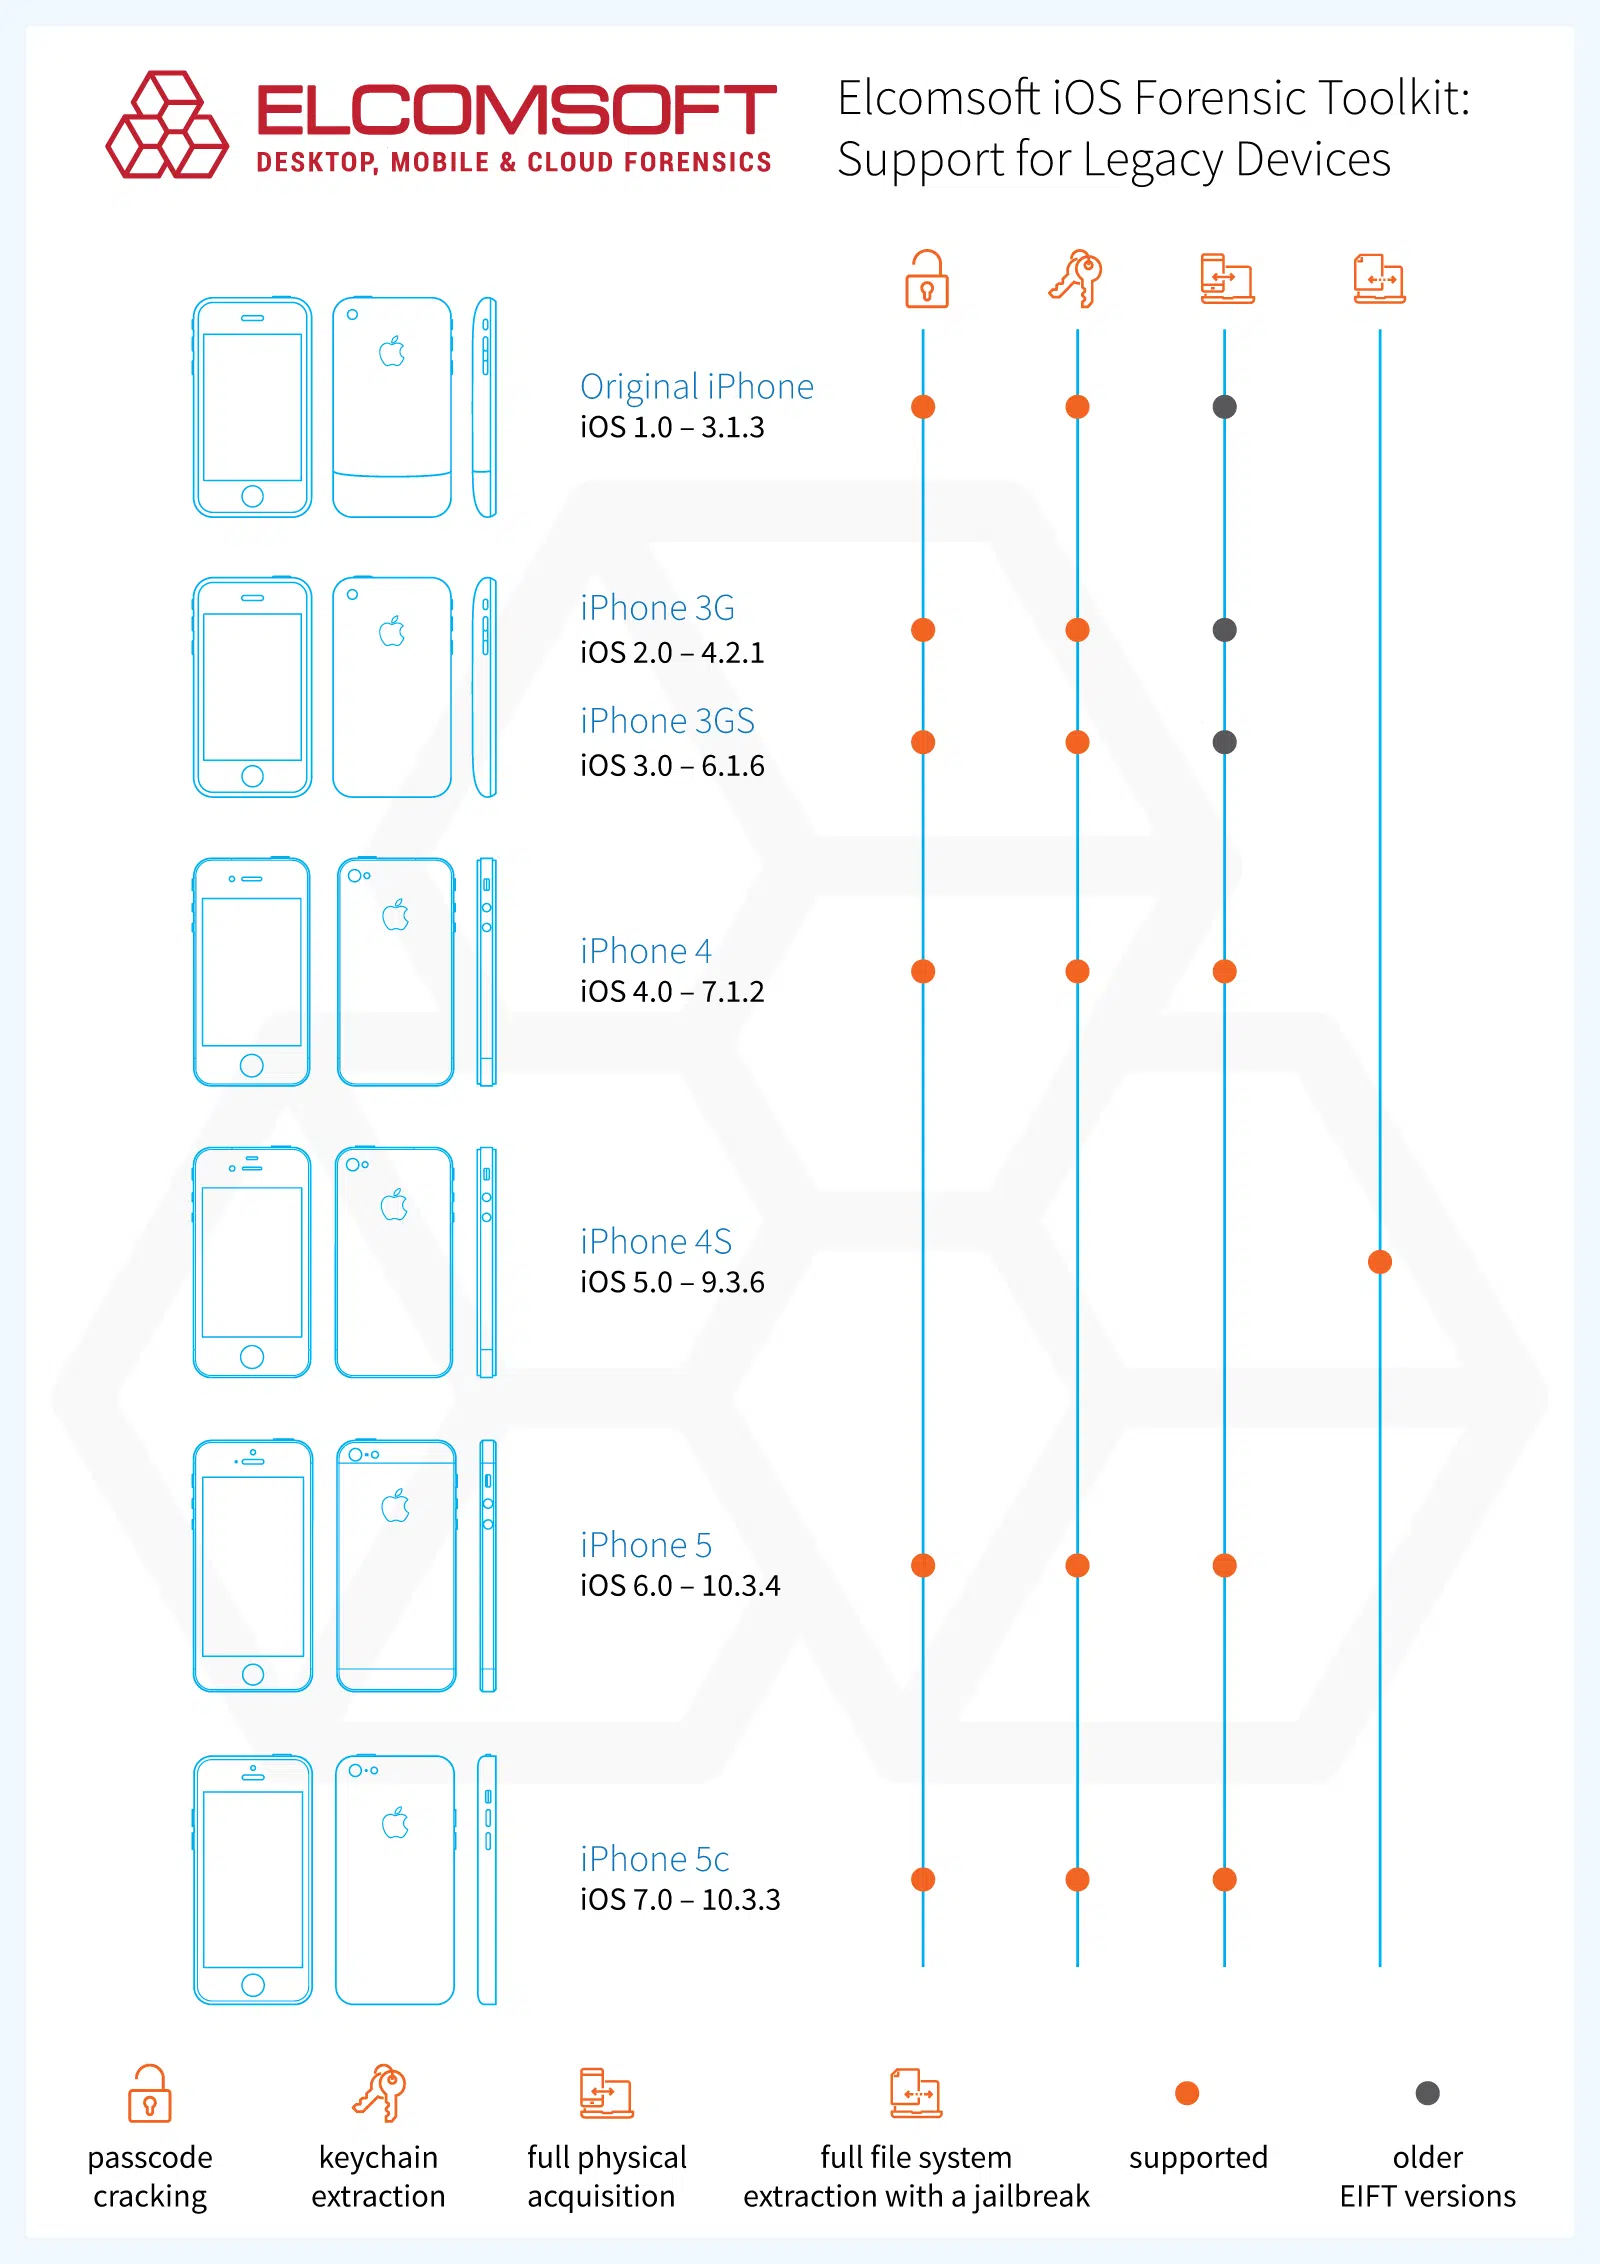 ELCOMSOFT
DESKTOP, MOBILE & CLOUD FORENSICS
Elcomsoft iOS Forensic Toolkit:
Support for Legacy Devices
Original iPhone
iOS 1.0 – 3.1.3
iPhone 3G
iOS 2.0 – 4.2.1
iPhone 3GS
iOS 3.0 – 6.1.6
iPhone 4
iOS 4.0 – 7.1.2
iPhone 4S
iOS 5.0 – 9.3.6
iPhone 5
iOS 6.0 – 10.3.4
iPhone 5c
iOS 7.0 – 10.3.3
passcode
cracking
keychain
extraction
full physical
acquisition
full file system
extraction with a jailbreak
supported
older
EIFT versions